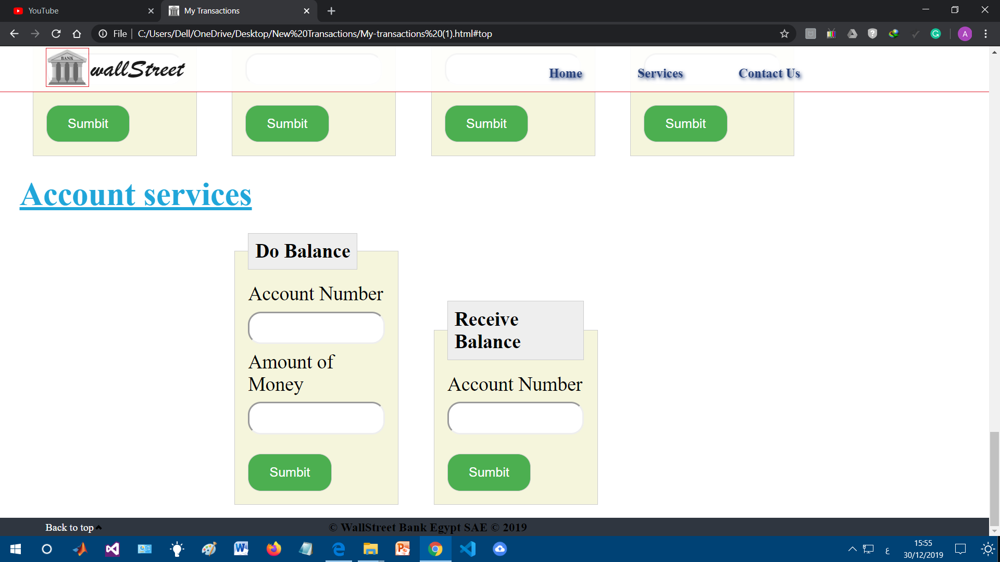 YouTube
My Transactions
File
C:/Users/Dell/OneDrive/Desktop/New%20Transactions/My-transactions%20(1).html#top
A
BANK
wallStreet
Home
Services
Contact Us
Sumbit
Sumbit
Sumbit
Sumbit
Account services
Do Balance
Account Number
Amount of
Money
Sumbit
Receive
Balance
Account Number
Sumbit
Back to top
© WallStreet Bank Egypt SAE © 2019
ع
15:55
30/12/2019